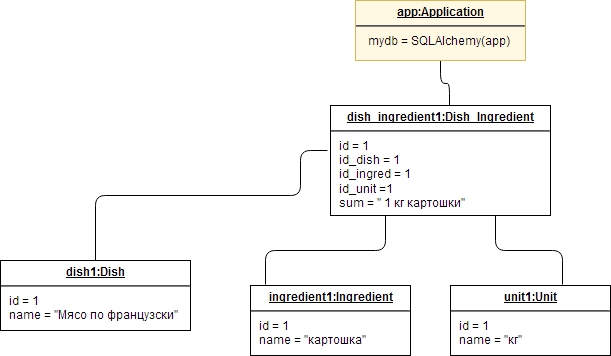 app:Application
mydb = SQLAlchemy(app)
dish_ingredient1:Dish_Ingredient
id = 1
id_dish = 1
id_ingred = 1
id_unit =1
sum = " 1 кг картошки"
dish1:Dish
id = 1
name = "Мясо по французски"
ingredient1:Ingredient
id = 1
name = "картошка"
unit1:Unit
id = 1
name = "кг"